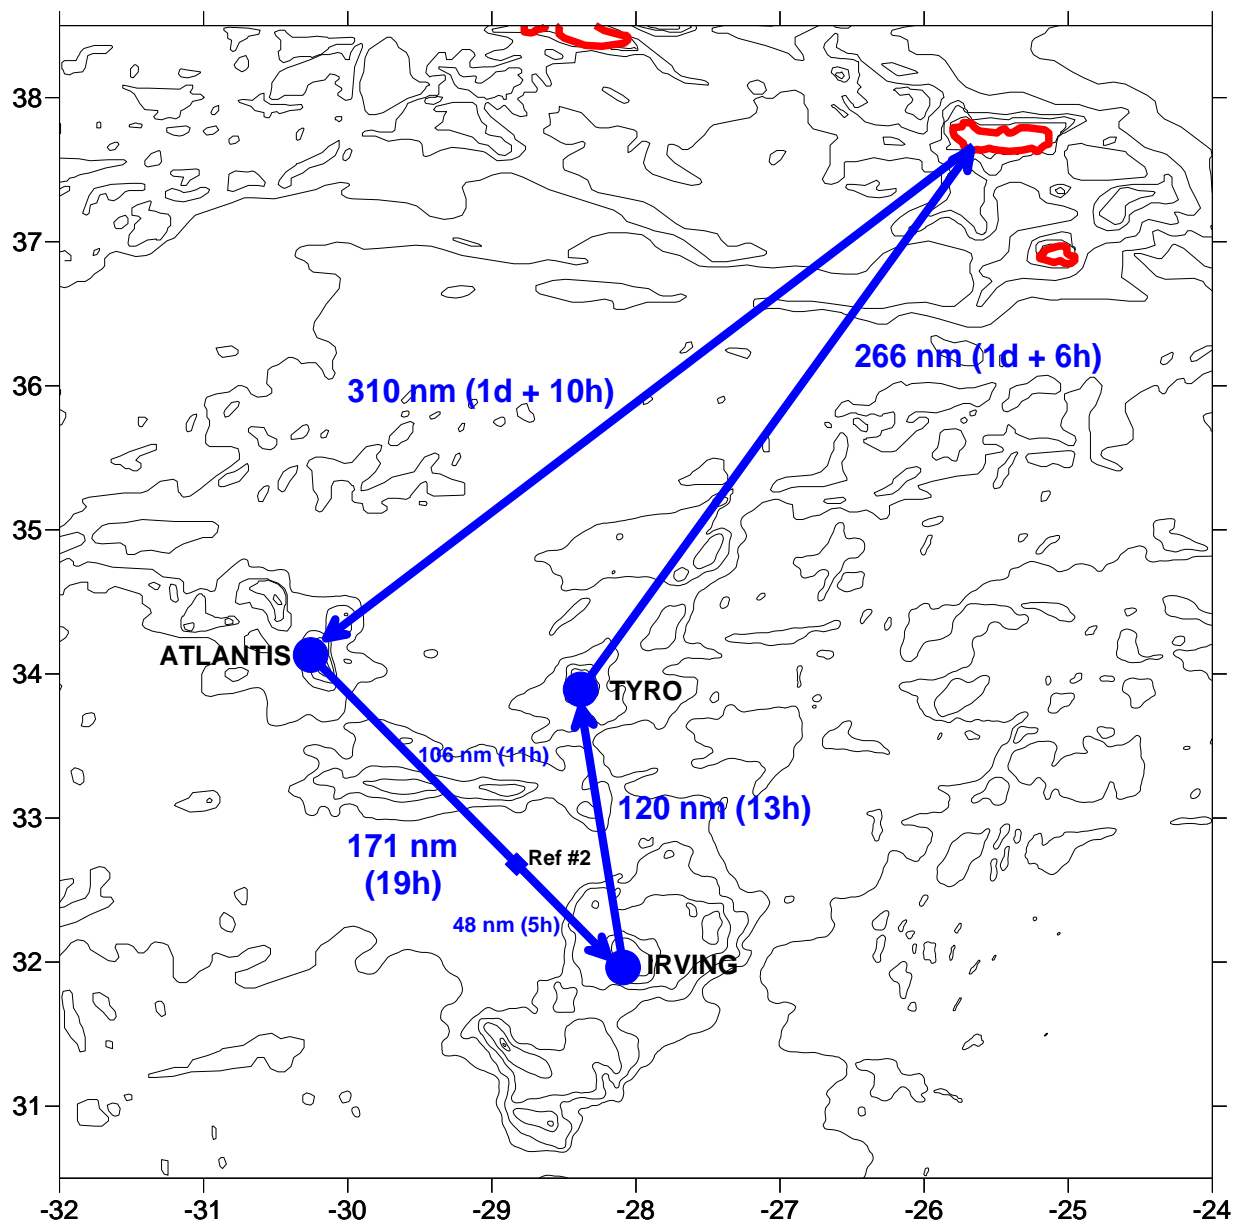 38
37
266 nm (1d + 6h)
310 nm (1d + 10h)
36
35
ATLANTIS
34
TYRO
106 nm (11h)
33
120 nm (13h)
171 nm
(19h)
Ref #2
48 nm (5h)
32
IRVING
31
-32 -31 -30 -29 -28 -27 -26 -25 -24